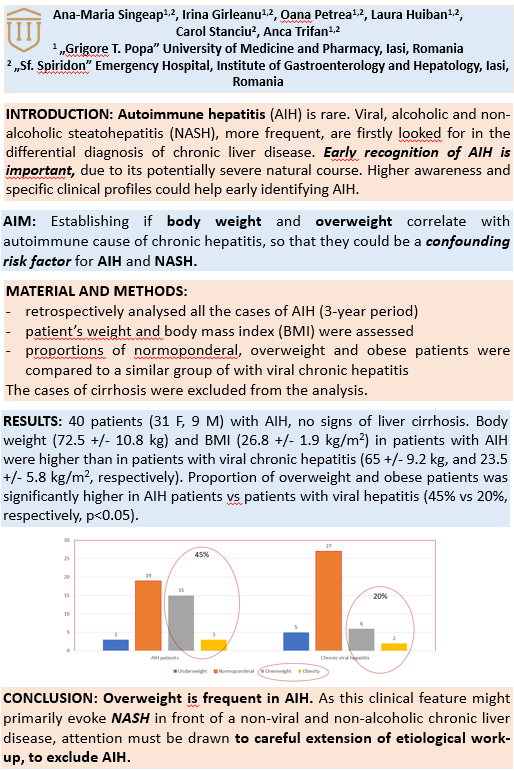 Ana-Maria Singeap¹,², Irina Girleanu¹,², Oana Petrea¹,², Laura Huiban¹,²,
Carol Stanciu², Anca Trifan¹,²
¹ „Grigore T. Popa” University of Medicine and Pharmacy, Iasi, Romania
² „Sf. Spiridon” Emergency Hospital, Institute of Gastroenterology and Hepatology, Iasi,
Romania
INTRODUCTION: Autoimmune hepatitis (AIH) is rare. Viral, alcoholic and non-
alcoholic steatohepatitis (NASH), more frequent, are firstly looked for in the
differential diagnosis of chronic liver disease. Early recognition of AIH is
important, due to its potentially severe natural course. Higher awareness and
specific clinical profiles could help early identifying AIH.
AIM: Establishing if body weight and overweight correlate with
autoimmune cause of chronic hepatitis, so that they could be a confounding
risk factor for AIH and NASH.
MATERIAL AND METHODS:
- retrospectively analysed all the cases of AIH (3-year period)
- patient’s weight and body mass index (BMI) were assessed
- proportions of normoponderal, overweight and obese patients were
compared to a similar group of with viral chronic hepatitis
The cases of cirrhosis were excluded from the analysis.
RESULTS: 40 patients (31 F, 9 M) with AIH, no signs of liver cirrhosis. Body
weight (72.5 +/- 10.8 kg) and BMI (26.8 +/- 1.9 kg/m²) in patients with AIH
were higher than in patients with viral chronic hepatitis (65 +/- 9.2 kg, and 23.5
+/- 5.8 kg/m², respectively). Proportion of overweight and obese patients was
significantly higher in AIH patients vs patients with viral hepatitis (45% vs 20%,
respectively, p<0.05).
30
25
20
15
10
5
0
3
19
15
3
45%
5
27
6
2
20%
AIH patients
Chronic viral hepatitis
Underweight Normoponderal Overweight Obesity
CONCLUSION: Overweight is frequent in AIH. As this clinical feature might
primarily evoke NASH in front of a non-viral and non-alcoholic chronic liver
disease, attention must be drawn to careful extension of etiological work-
up, to exclude AIH.